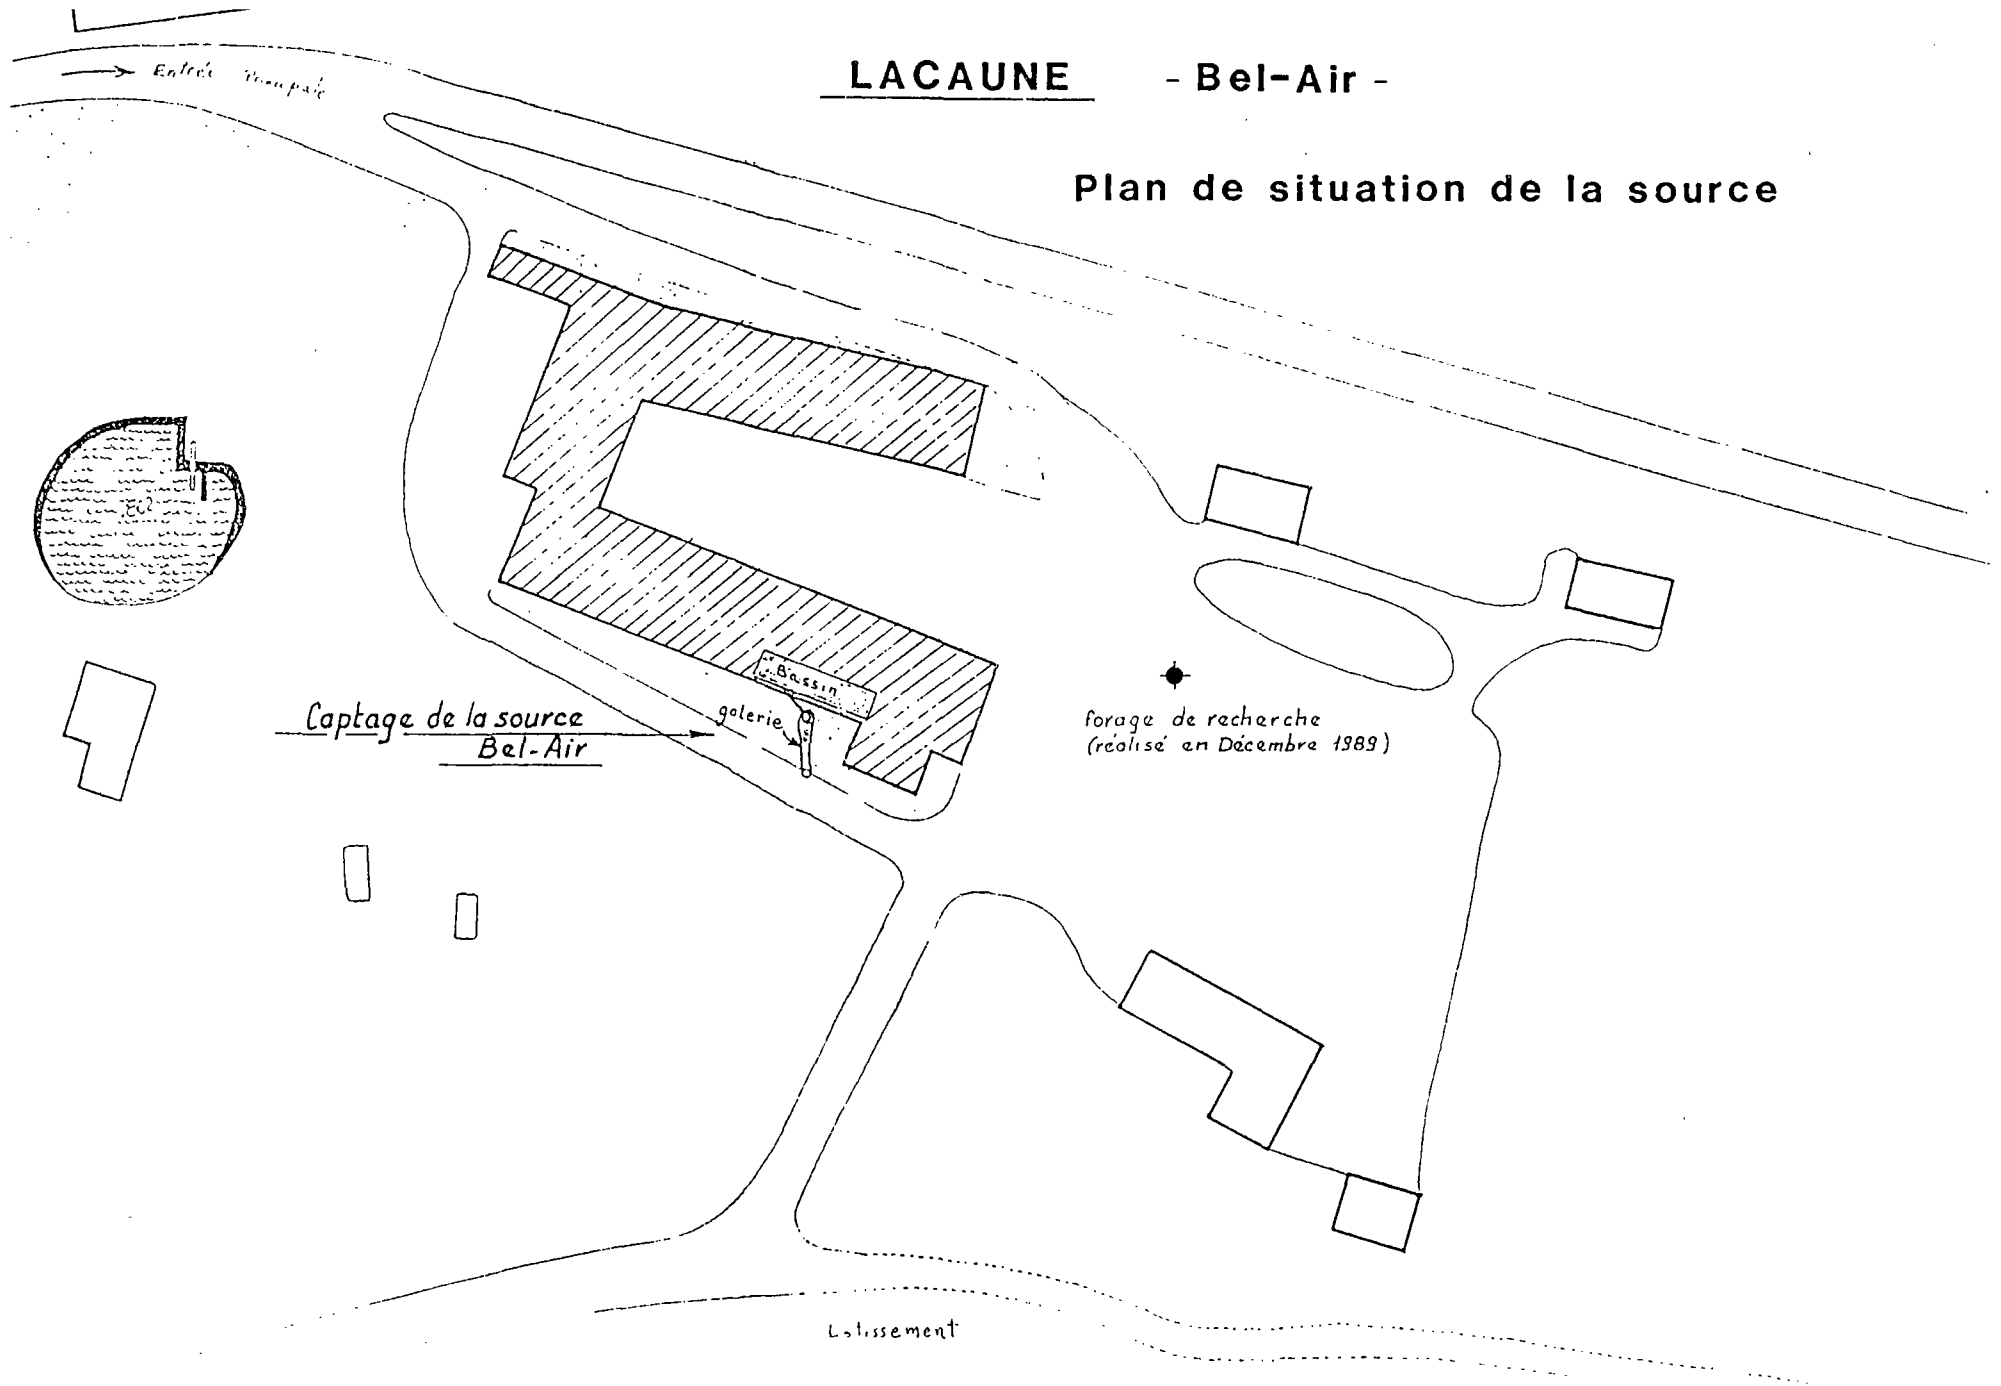 LACAUNE - Bel-Air -
Plan de situation de la source
Entrée
Bassin
galerie
Captage de la source
Bel-Air
forage de recherche
(réalisé en Décembre 1989)
Lotissement